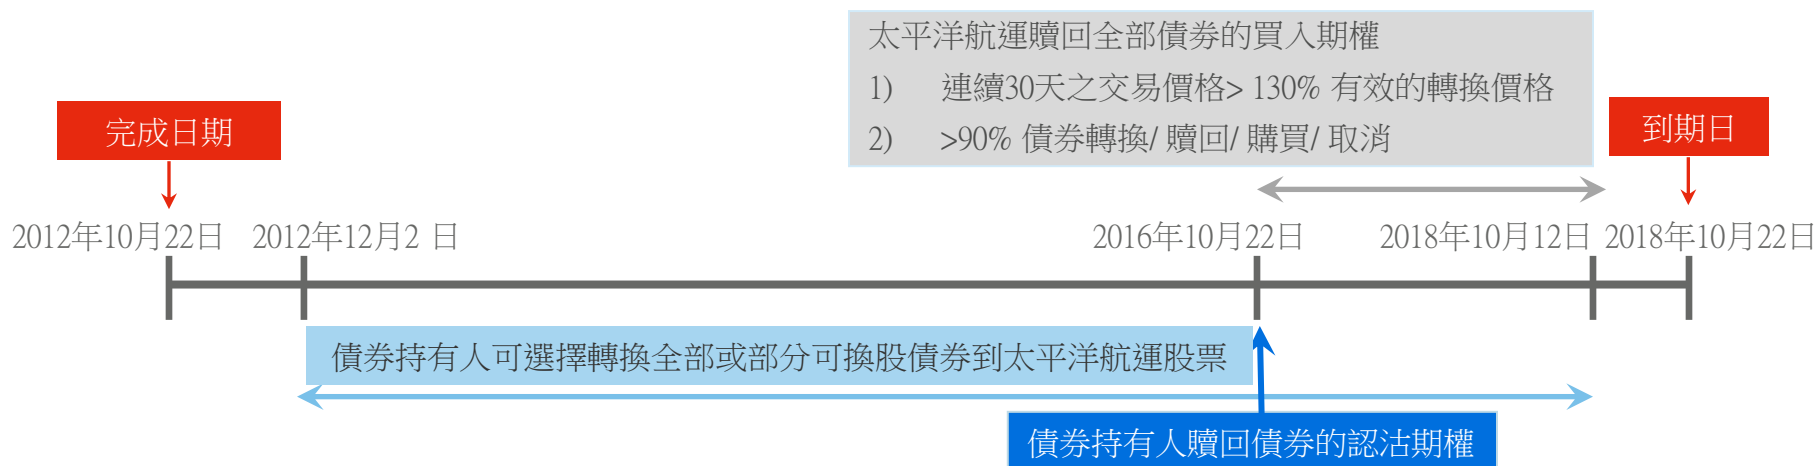 太平洋航運贖回全部債券的買入期權
1) 連續30天之交易價格> 130% 有效的轉換價格
2) >90% 債券轉換/ 贖回/ 購買/ 取消
完成日期
到期日
2012年10月22日 2012年12月2 日 2016年10月22日 2018年10月12日 2018年10月22日
債券持有人可選擇轉換全部或部分可換股債券到太平洋航運股票
債券持有人贖回債券的認沽期權